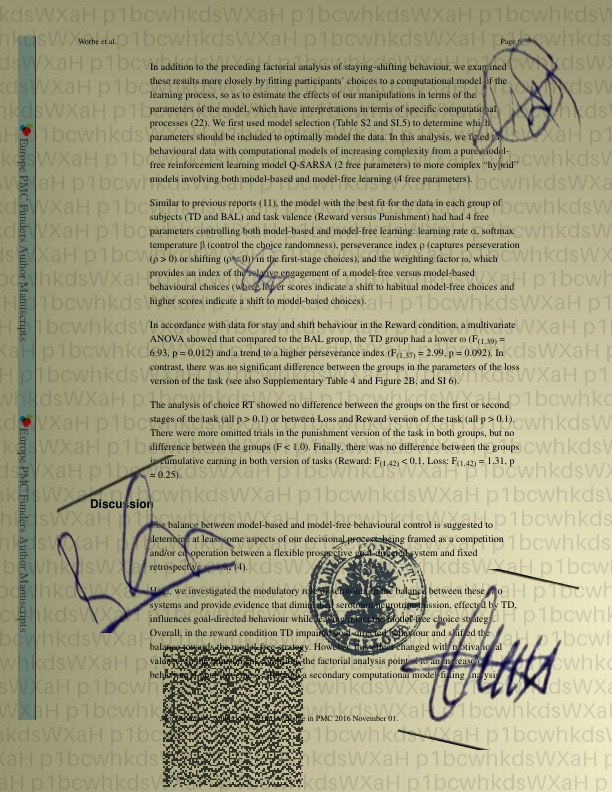 Worbe et al.
Page 6
In addition to the preceding factorial analysis of staying-shifting behaviour, we examined
these results more closely by fitting participants' choices to a computational model of the
learning process, so as to estimate the effects of our manipulations in terms of the
parameters of the model, which have interpretations in terms of specific computational
processes (22). We first used model selection (Table S2 and SI.5) to determine which
parameters should be included to optimally model the data. In this analysis, we fitted the
behavioural data with computational models of increasing complexity from a pure model-
free reinforcement learning model Q-SARSA (2 free parameters) to more complex "hybrid"
models involving both model-based and model-free learning (4 free parameters).
Similar to previous reports (11), the model with the best fit for the data in each group of
subjects (TD and BAL) and task valence (Reward versus Punishment) had had 4 free
parameters controlling both model-based and model-free learning: learning rate α, softmax
temperature β (control the choice randomness), perseverance index ρ (captures perseveration
(ρ > 0) or shifting (ρ < 0)) in the first-stage choices), and the weighting factor ω, which
provides an index of the relative engagement of a model-free versus model-based
behavioural choices (where lower scores indicate a shift to habitual model-free choices and
higher scores indicate a shift to model-based choices).
In accordance with data for stay and shift behaviour in the Reward condition, a multivariate
ANOVA showed that compared to the BAL group, the TD group had a lower ω (F(1,39) =
6.93, p = 0.012) and a trend to a higher perseverance index (F(1,37) = 2.99, p = 0.092). In
contrast, there was no significant difference between the groups in the parameters of the loss
version of the task (see also Supplementary Table 4 and Figure 2B, and SI 6).
The analysis of choice RT showed no difference between the groups on the first or second
stages of the task (all p > 0.1) or between Loss and Reward version of the task (all p > 0.1).
There were more omitted trials in the punishment version of the task in both groups, but no
difference between the groups (F < 1.0). Finally, there was no difference between the groups
in cumulative earning in both version of tasks (Reward: F(1,42) < 0.1, Loss: F(1,42) = 1.31, p
= 0.25).
Discussion
The balance between model-based and model-free behavioural control is suggested to
determine at least some aspects of our decisional process being framed as a competition
and/or cooperation between a flexible prospective goal-directed system and fixed
retrospective (4).
Here, we investigated the modulatory role of serotonin in the balance between these two
systems and provide evidence that diminished serotonin neurotransmission, effected by TD,
influences goal-directed behaviour while the model-free choice strategy.
Overall, in the reward condition TD impaired goal-directed behaviour and shifted the
balance towards the model-free strategy. However, this effect changed with motivational
the factorial analysis pointed to an increase
a secondary computational model-fitting analysis
in PMC 2016 November 01.
Europe PMC Funders Author Manuscripts
Europe PMC Funders Author Manuscripts
p1bcwhkdsWXaH